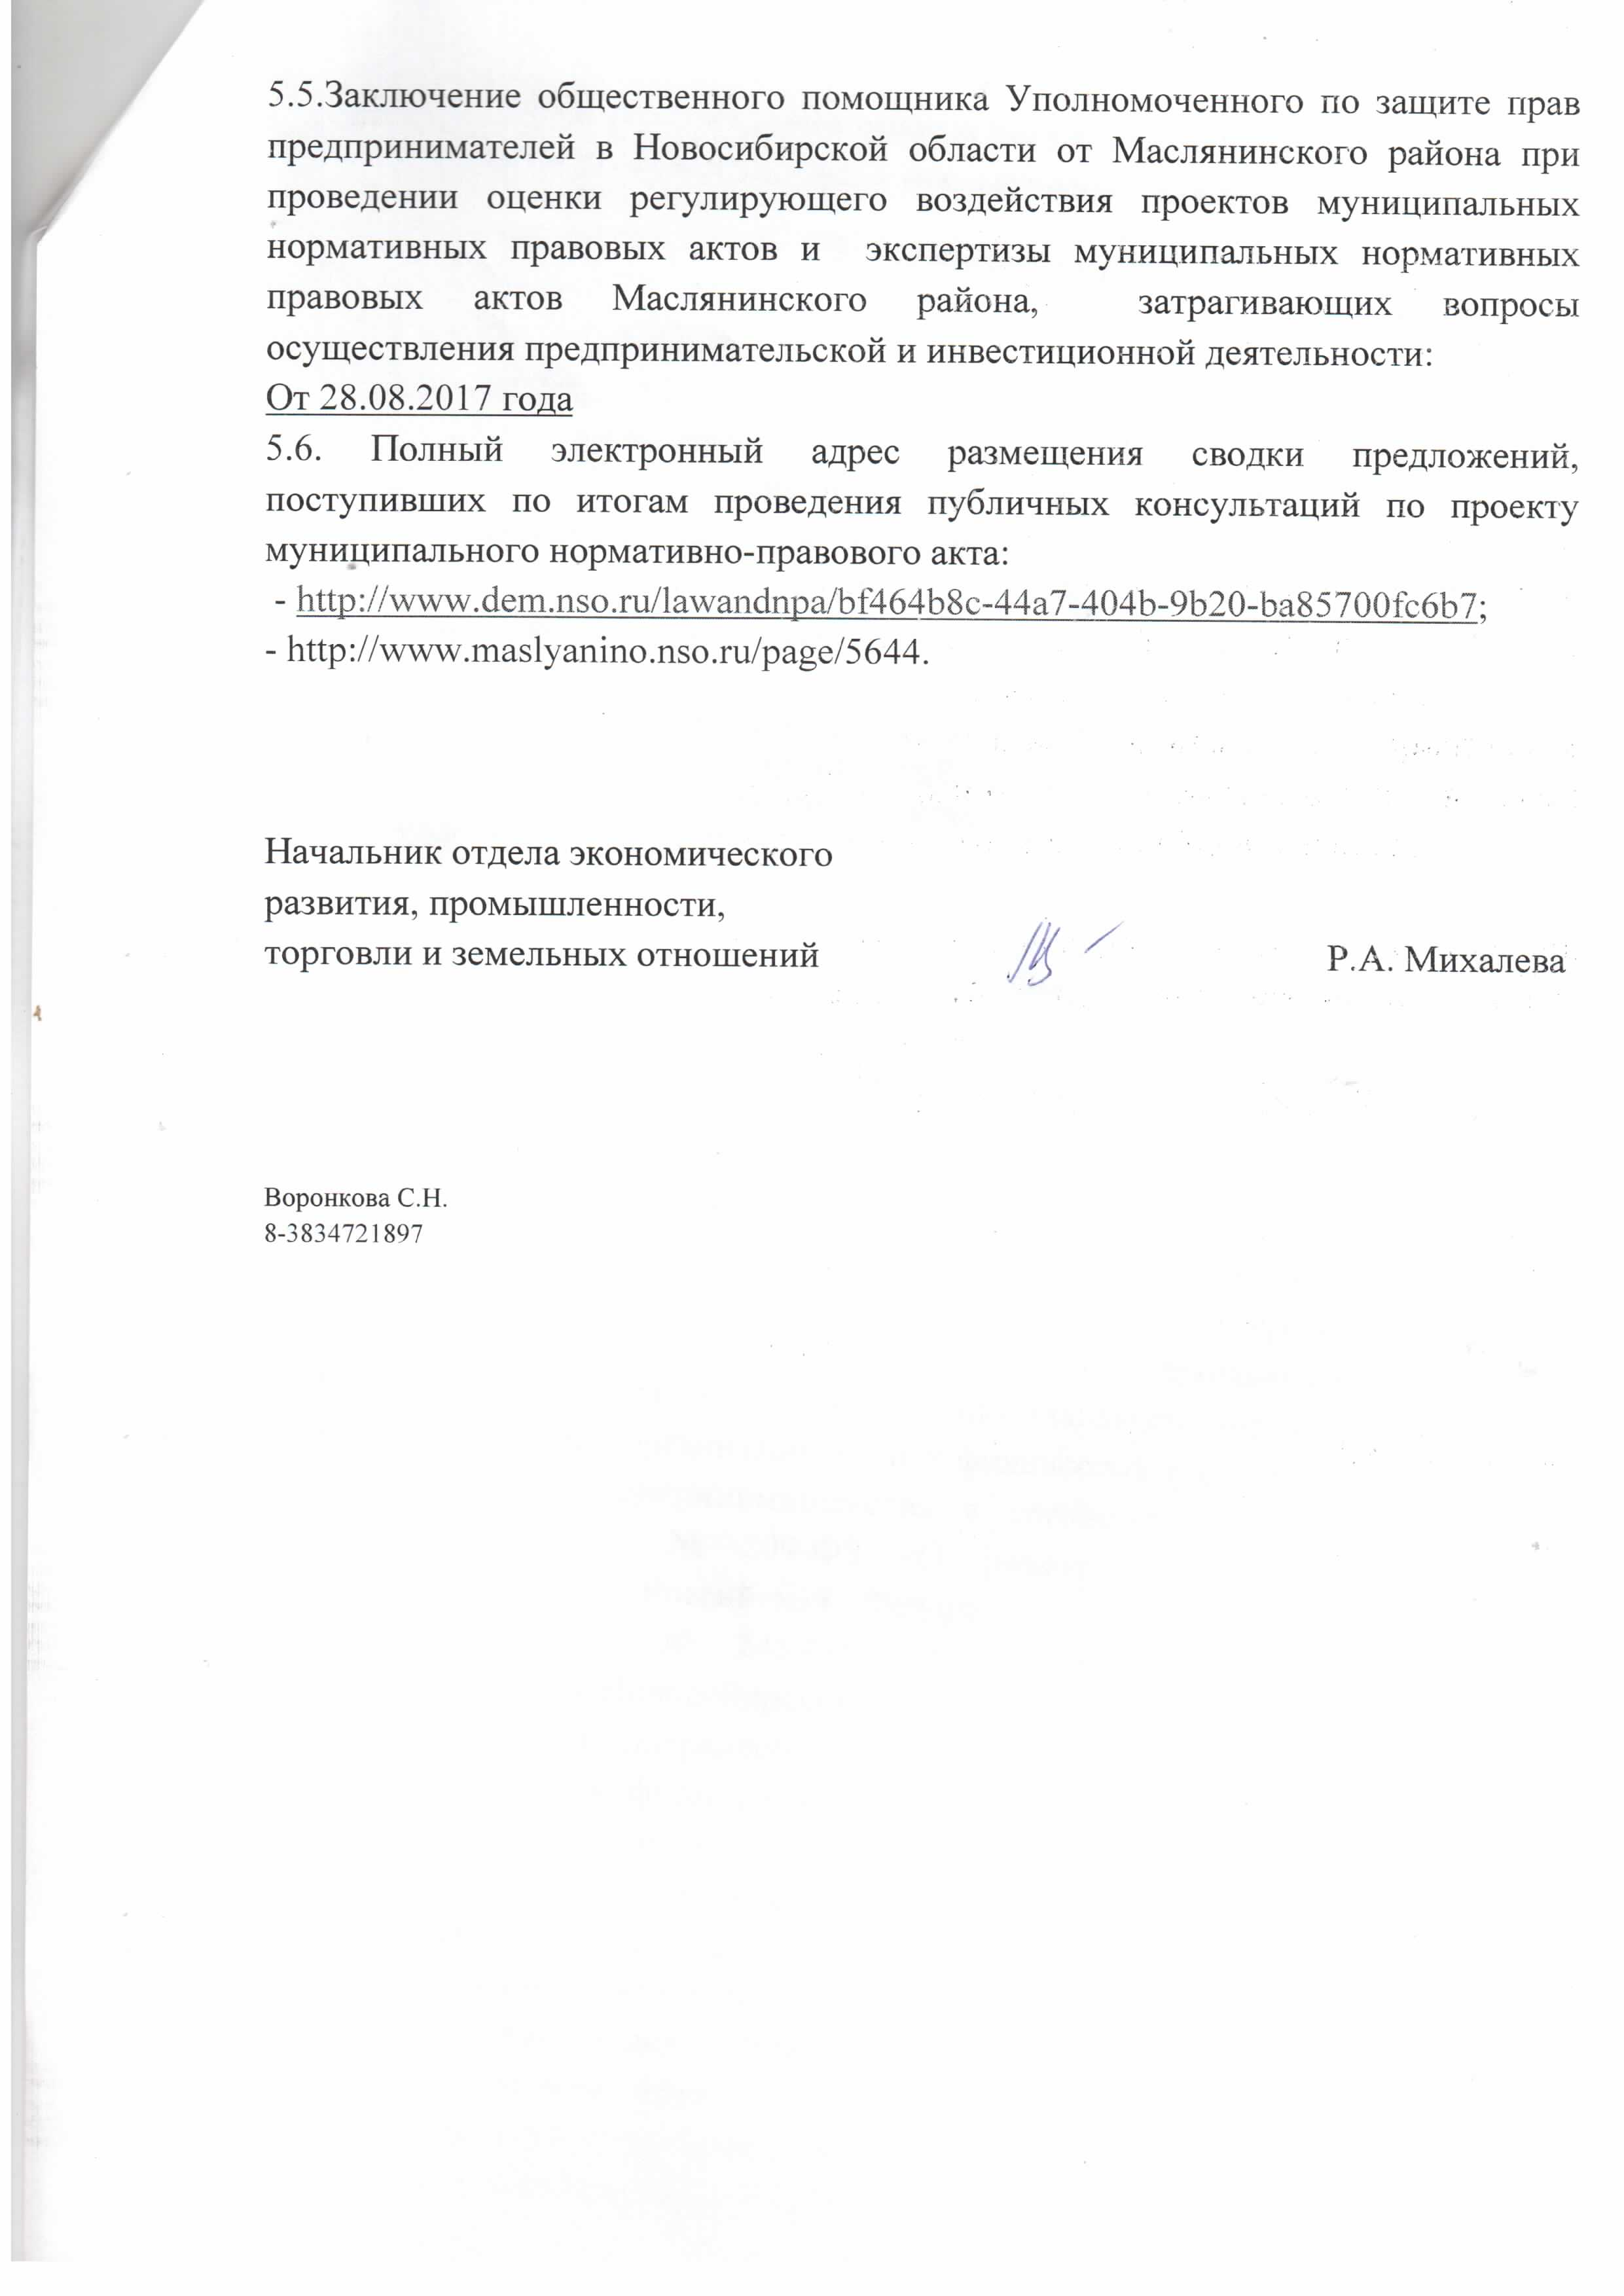 5.5.Заключение общественного помощника Уполномоченного по защите прав
предпринимателей в Новосибирской области от Маслянинского района при
проведении оценки регулирующего воздействия проектов муниципальных
нормативных правовых актов и экспертизы муниципальных нормативных
правовых актов Маслянинского района, затрагивающих вопросы
осуществления предпринимательской и инвестиционной деятельности:
От 28.08.2017 года
5.6. Полный электронный адрес размещения сводки предложений,
поступивших по итогам проведения публичных консультаций по проекту
муниципального нормативно-правового акта:
- http://www.dem.nso.ru/lawandnpa/bf464b8c-44a7-404b-9b20-ba85700fc6b7;
- http://www.maslyanino.nso.ru/page/5644.
Начальник отдела экономического
развития, промышленности,
торговли и земельных отношений Р.А. Михалева
Воронкова С.Н.
8-3834721897